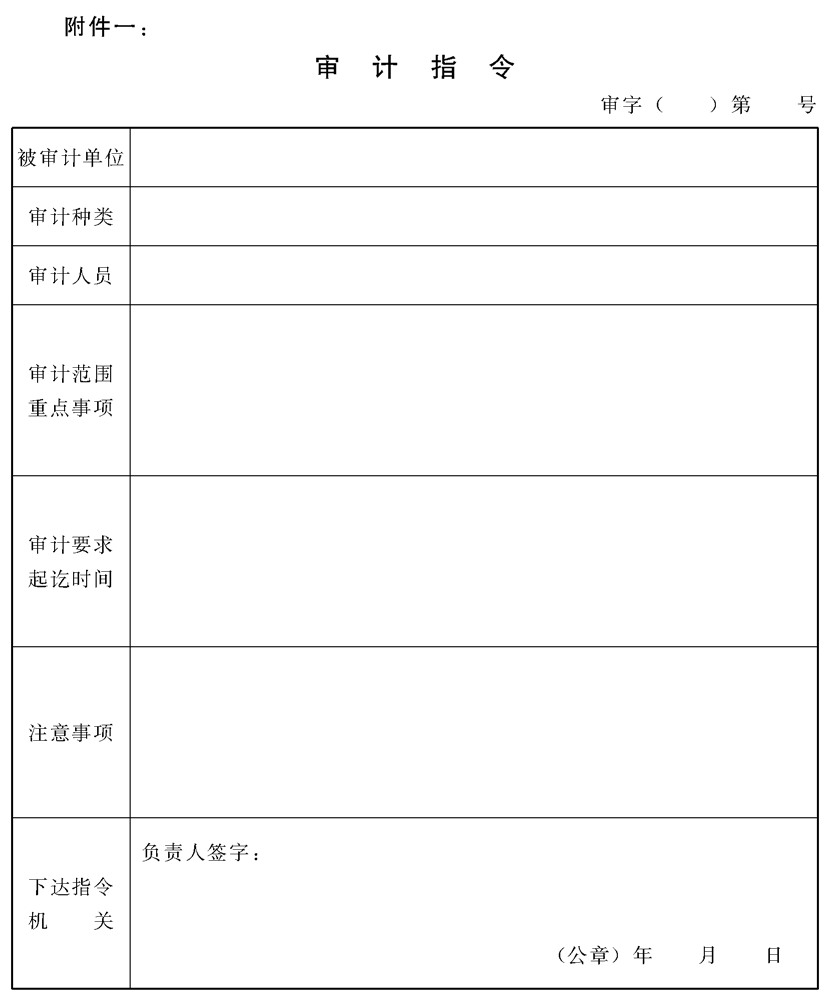 附件一：
审 计 指 令
审字（　　）第　　号
被审计单位
审计种类
审计人员
审计范围
重点事项
审计要求
起讫时间
注意事项
下达指令
机　　关
负责人签字：
（公章）年　　月　　日